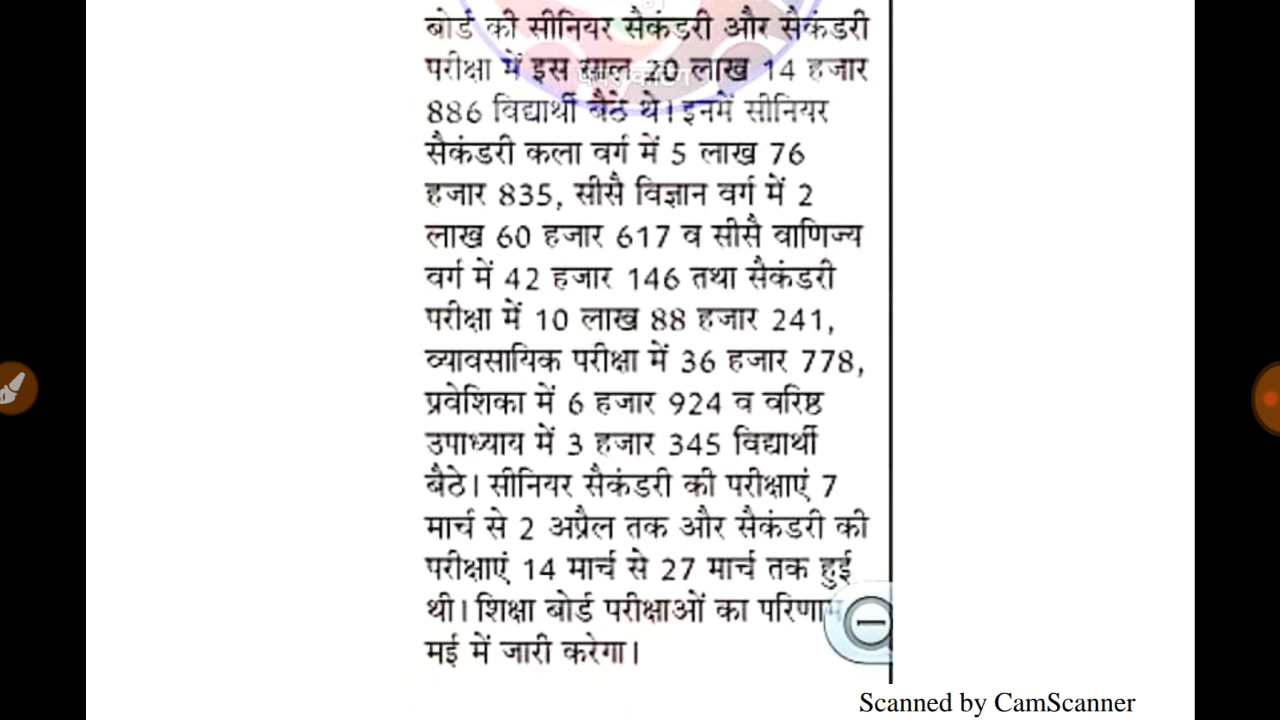 बोर्ड की सीनियर सैकंडरी और सैकंडरी
परीक्षा में इस साल 20 लाख 14 हजार
886 विद्यार्थी बैठे थे। इनमें सीनियर
सैकंडरी कला वर्ग में 5 लाख 76
हजार 835, सीसै विज्ञान वर्ग में 2
लाख 60 हजार 617 व सीसै वाणिज्य
वर्ग में 42 हजार 146 तथा सैकंडरी
परीक्षा में 10 लाख 88 हजार 241,
व्यावसायिक परीक्षा में 36 हजार 778,
प्रवेशिका में 6 हजार 924 व वरिष्ठ
उपाध्याय में 3 हजार 345 विद्यार्थी
बैठे। सीनियर सैकंडरी की परीक्षाएं 7
मार्च से 2 अप्रैल तक और सैकंडरी की
परीक्षाएं 14 मार्च से 27 मार्च तक हुई
थी। शिक्षा बोर्ड परीक्षाओं का परिणाम
मई में जारी करेगा।
Scanned by CamScanner